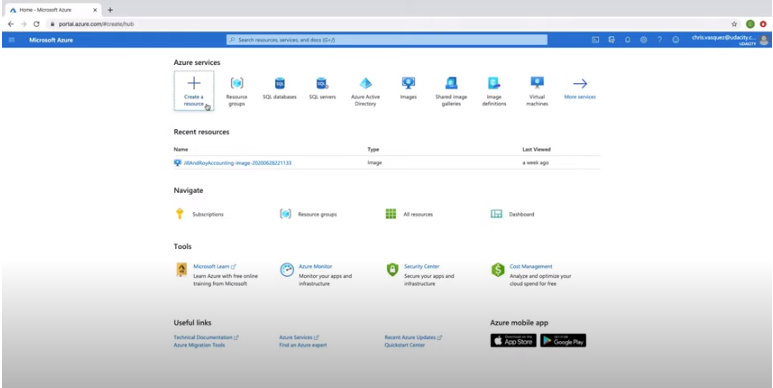 Home - Microsoft Azure
portal.azure.com/#create/hub
Microsoft Azure
Search resources, services, and docs (G+/)
chris.vasquez@udacity.c...
UDACITY
Azure services
Create a resource
Resource groups
SQL databases
SQL servers
Azure Active Directory
Images
Shared image galleries
Image definitions
Virtual machines
More services
Recent resources
Name Type Last Viewed
JillAndRayAccounting-image-20200628221133 Image a week ago
Navigate
Subscriptions Resource groups All resources Dashboard
Tools
Microsoft Learn
Learn Azure with free online
training from Microsoft
Azure Monitor
Monitor your apps and
infrastructure
Security Center
Secure your apps and
infrastructure
Cost Management
Analyze and optimize your
cloud spend for free
Useful links
Technical Documentation Azure Services Recent Azure Updates
Azure Migration Tools Find an Azure expert Quickstart Center
Azure mobile app
Download on the
App Store
GET IT ON
Google Play